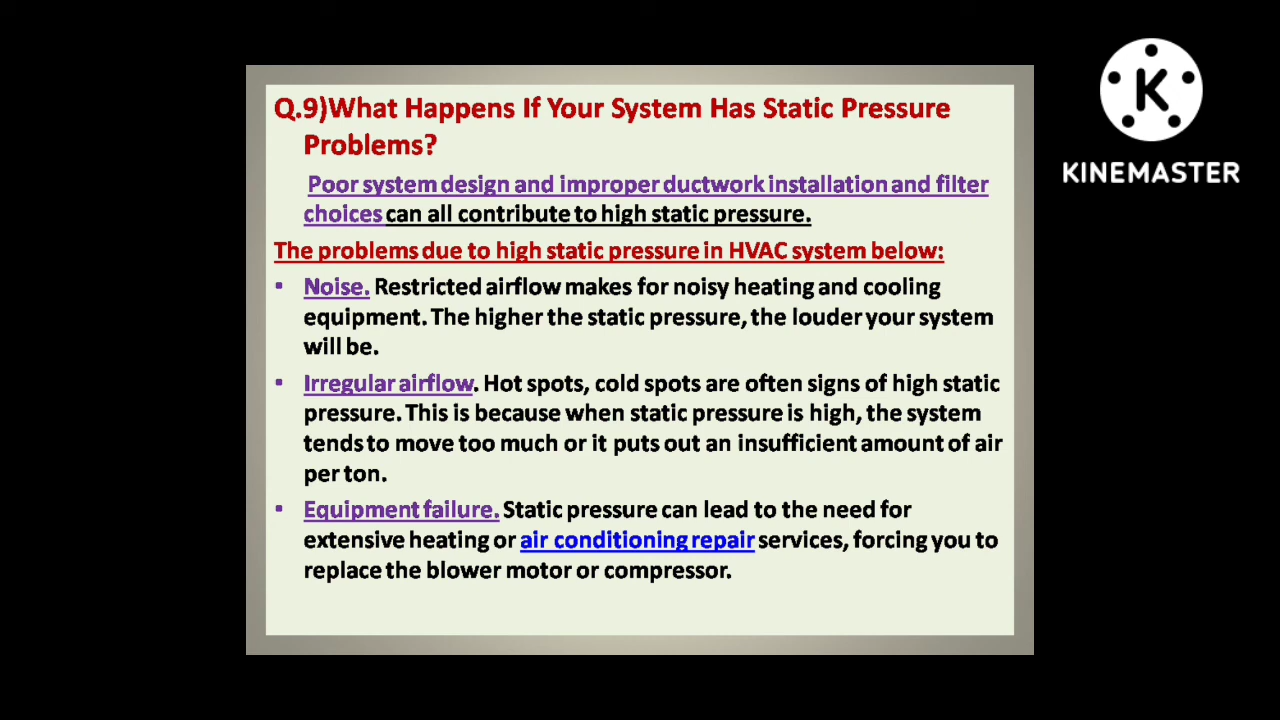 Q.9)What Happens If Your System Has Static Pressure
Problems?
Poor system design and improper ductwork installation and filter
choices can all contribute to high static pressure.
The problems due to high static pressure in HVAC system below:
▪ Noise. Restricted airflow makes for noisy heating and cooling
equipment. The higher the static pressure, the louder your system
will be.
▪ Irregular airflow. Hot spots, cold spots are often signs of high static
pressure. This is because when static pressure is high, the system
tends to move too much or it puts out an insufficient amount of air
per ton.
▪ Equipment failure. Static pressure can lead to the need for
extensive heating or air conditioning repair services, forcing you to
replace the blower motor or compressor.
K
KINEMASTER